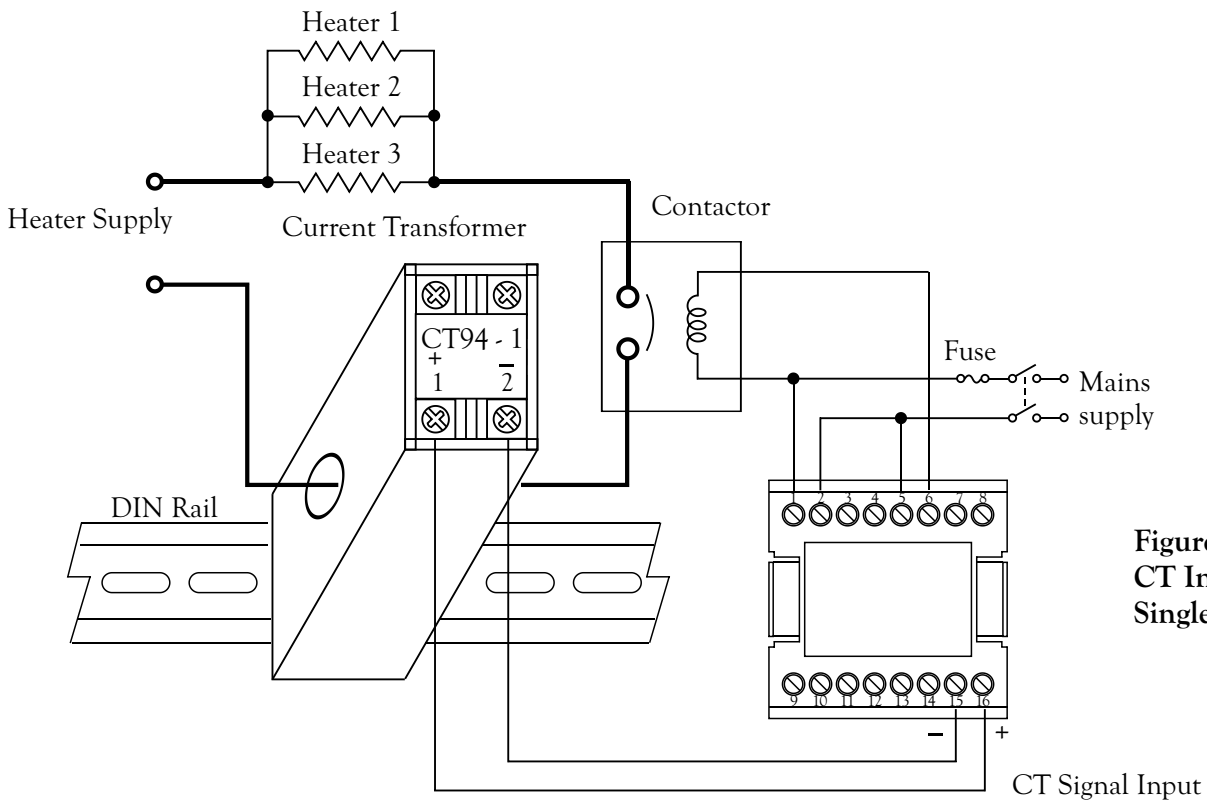 Heater 1
Heater 2
Heater 3
Heater Supply
Current Transformer
Contactor
CT94 - 1
+ –
1 2
Fuse
Mains
supply
DIN Rail
1 2 3 4 5 6 7 8
Figure
CT In
Single
9 10 11 12 13 14 15 16
– +
CT Signal Input